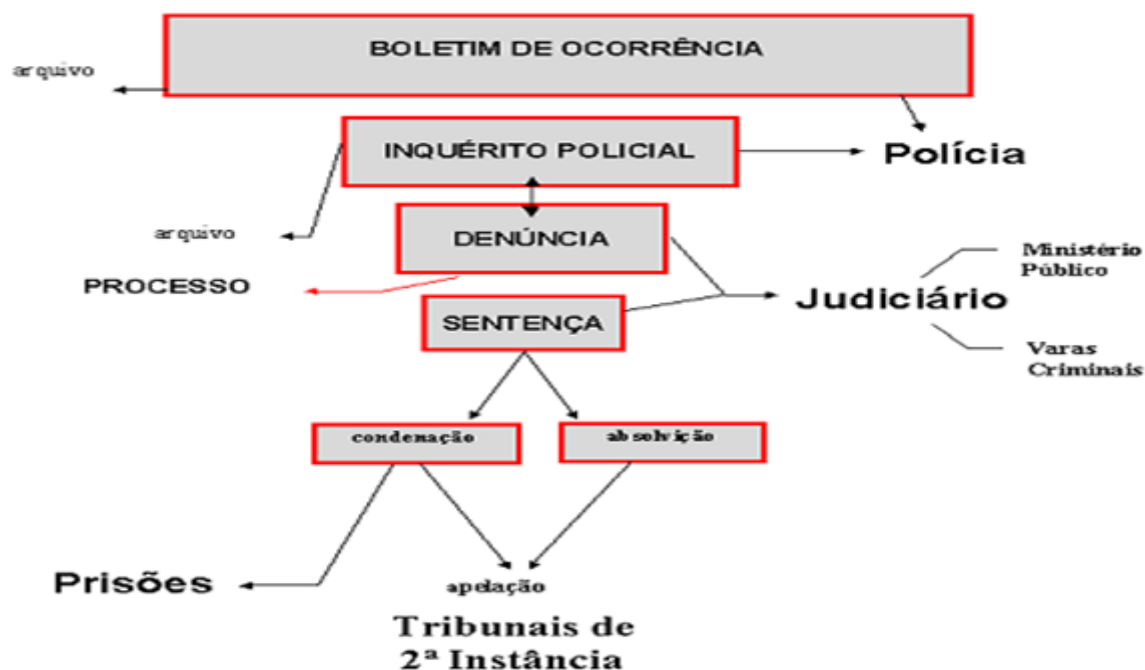 BOLETIM DE OCORRÊNCIA
arquivo
INQUÉRITO POLICIAL
Polícia
arquivo
DENÚNCIA
Ministério
Público
PROCESSO
Judiciário
SENTENÇA
Varas
Criminais
condenação
absolvição
Prisões
apelação
Tribunais de
2ª Instância